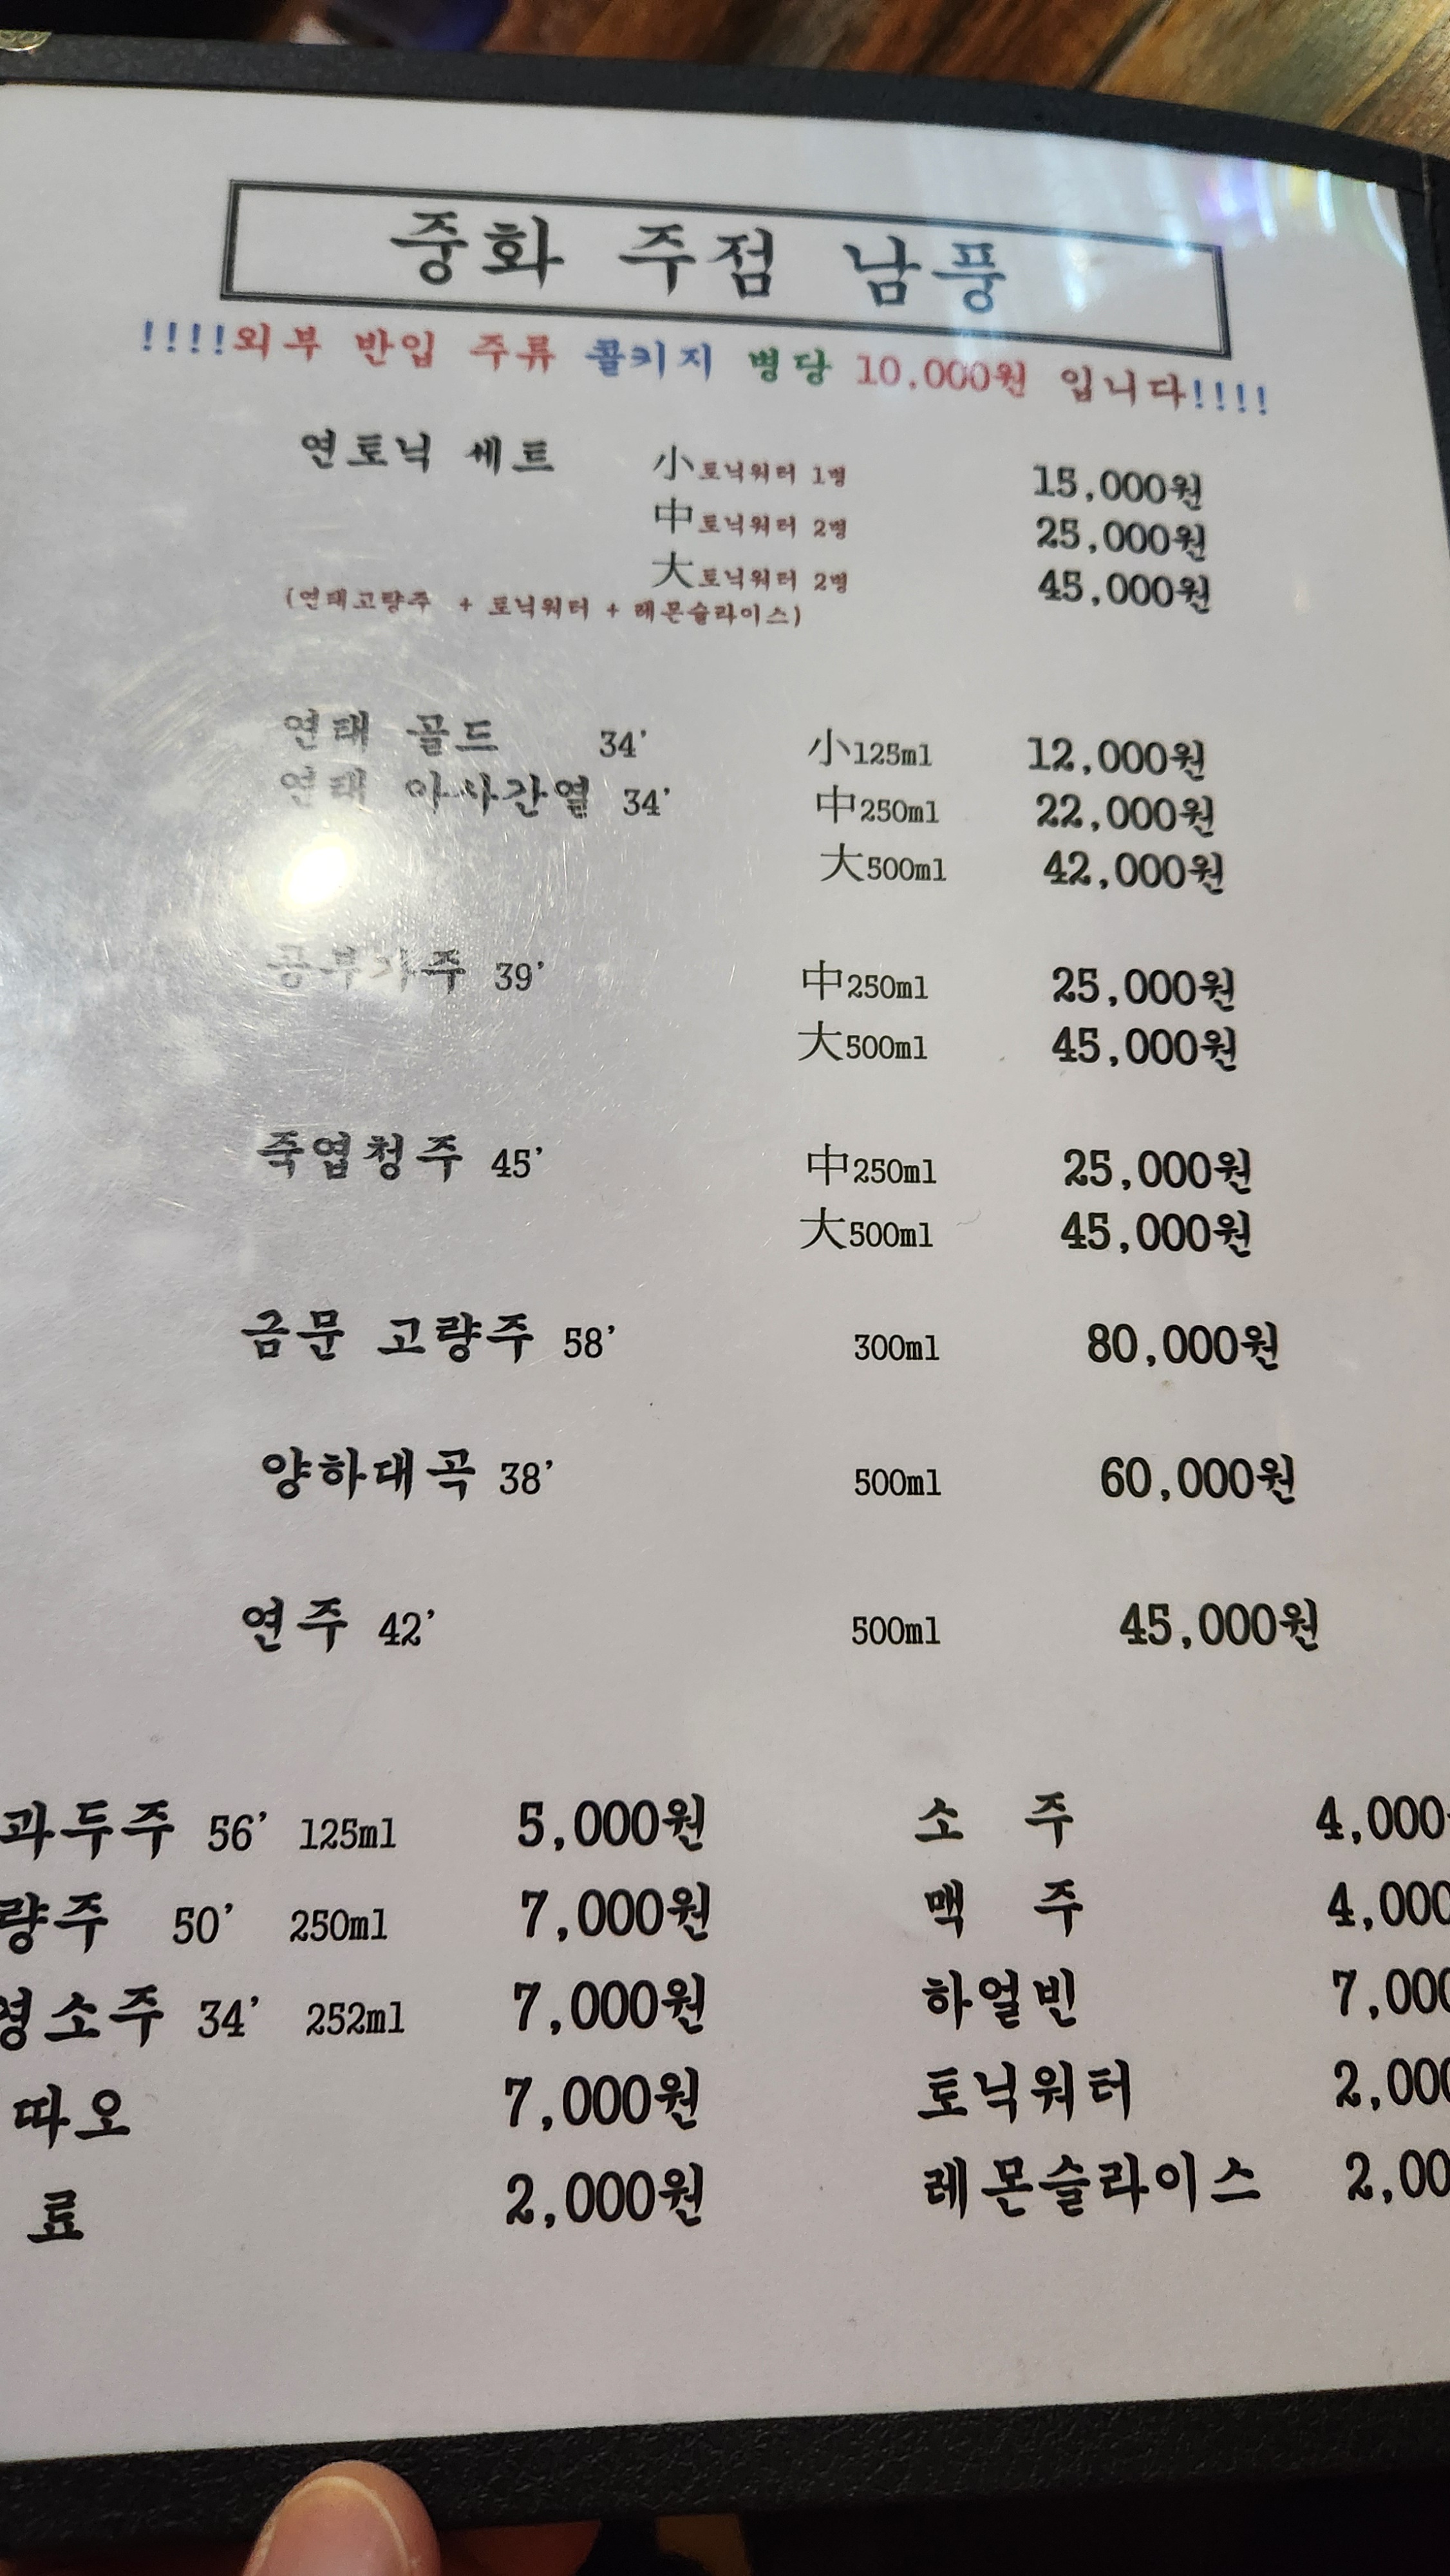 중화 주점 남풍
!!!!외부 반입 주류 콜키지 병당 10,000원 입니다!!!!
연토닉 세트 小토닉워터 1병 15,000원
中토닉워터 2병 25,000원
大토닉워터 2병 45,000원
(연태고량주 + 토닉워터 + 레몬슬라이스)
연태 골드 34' 小125ml 12,000원
연태 아사간열 34' 中250ml 22,000원
大500ml 42,000원
공부가주 39' 中250ml 25,000원
大500ml 45,000원
죽엽청주 45' 中250ml 25,000원
大500ml 45,000원
금문 고량주 58' 300ml 80,000원
양하대곡 38' 500ml 60,000원
연주 42' 500ml 45,000원
과두주 56' 125ml 5,000원 소 주 4,000
량주 50' 250ml 7,000원 맥 주 4,000
소주 34' 252ml 7,000원 하얼빈 7,000
따오 7,000원 토닉워터 2,000
료 2,000원 레몬슬라이스 2,00